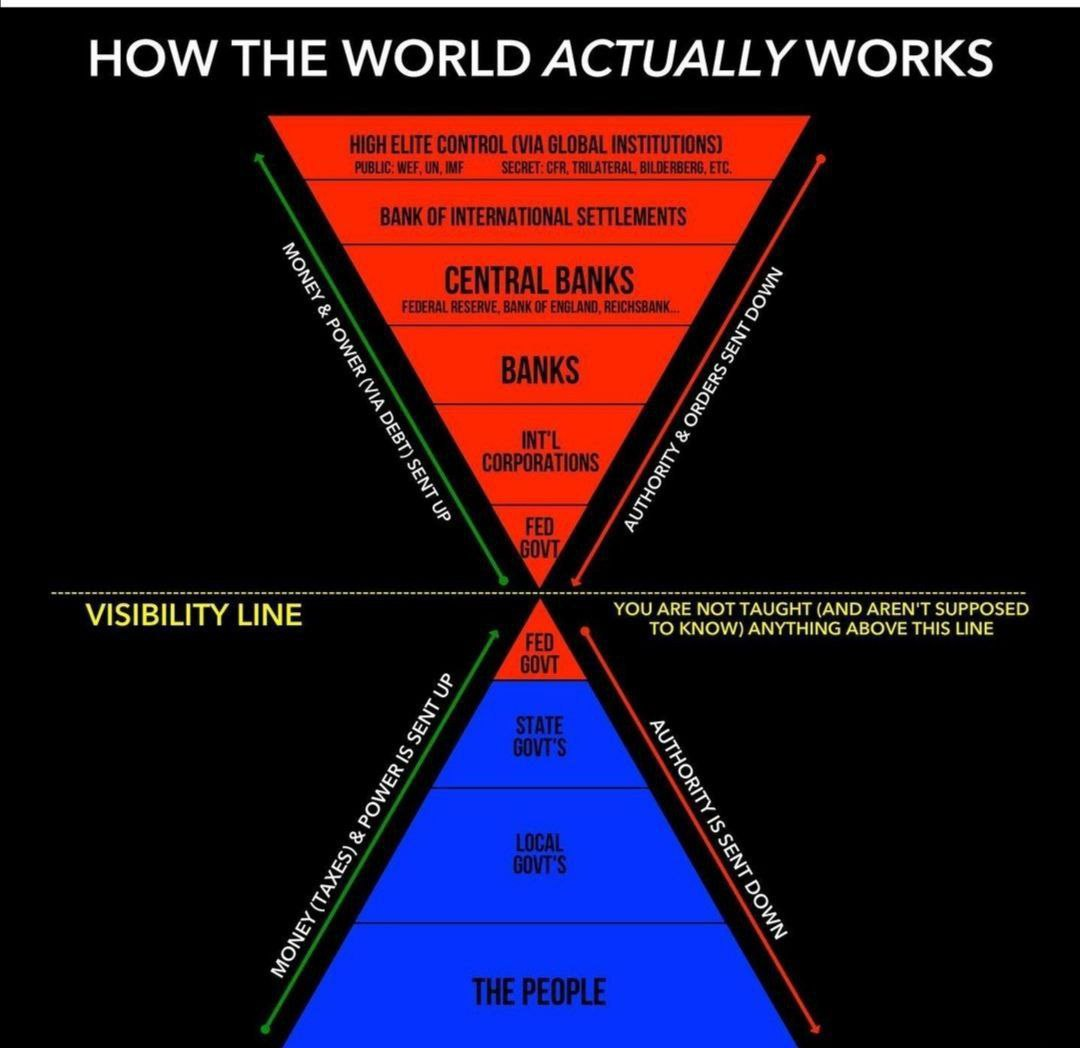 HOW THE WORLD ACTUALLY WORKS
HIGH ELITE CONTROL (VIA GLOBAL INSTITUTIONS)
PUBLIC: WEF, UN, IMF
SECRET: CFR, TRILATERAL, BILDERBERG, ETC.
BANK OF INTERNATIONAL SETTLEMENTS
CENTRAL BANKS
FEDERAL RESERVE, BANK OF ENGLAND, REICHSBANK...
BANKS
INT'L
CORPORATIONS
FED
GOVT
MONEY & POWER (VIA DEBT) SENT UP
AUTHORITY & ORDERS SENT DOWN
VISIBILITY LINE
YOU ARE NOT TAUGHT (AND AREN'T SUPPOSED
TO KNOW) ANYTHING ABOVE THIS LINE
FED
GOVT
STATE
GOVT'S
LOCAL
GOVT'S
THE PEOPLE
MONEY (TAXES) & POWER IS SENT UP
AUTHORITY IS SENT DOWN